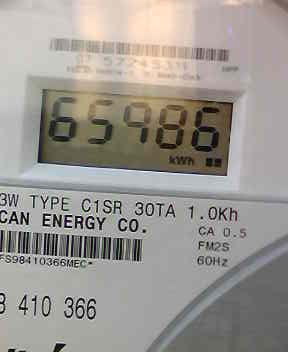 65986
kWh
3W TYPE C1SR 30TA 1.0Kh
CAN ENERGY CO.
CA 0.5
FM2S
60Hz
FS98410366MEC*
8 410 366